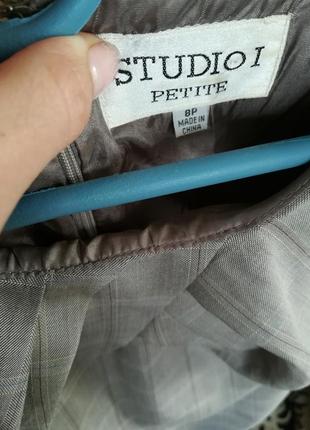 STUDIO I
PETITE
8P
MADE IN
CHINA